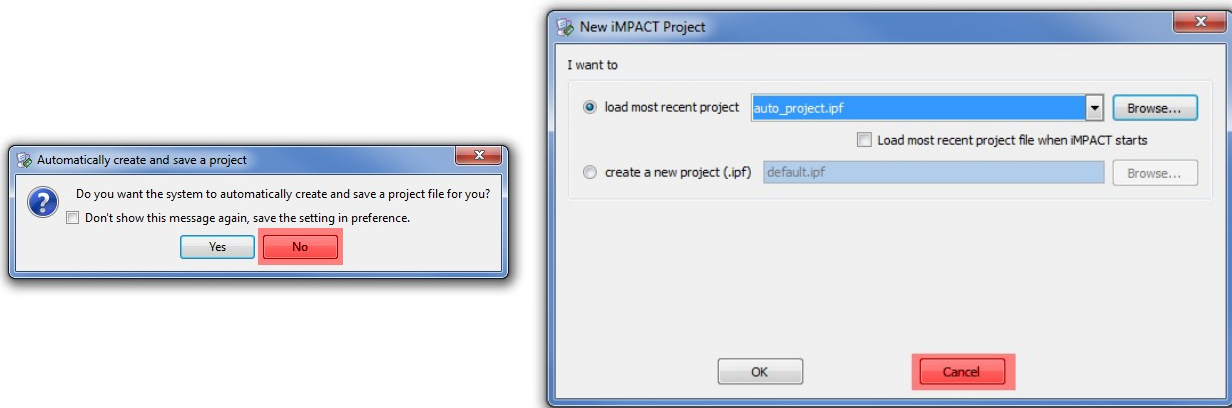 Automatically create and save a project
Do you want the system to automatically create and save a project file for you?
Don't show this message again, save the setting in preference.
Yes
No
New iMPACT Project
I want to
load most recent project
auto_project.ipf
Browse...
Load most recent project file when iMPACT starts
create a new project (.ipf)
default.ipf
Browse...
OK
Cancel